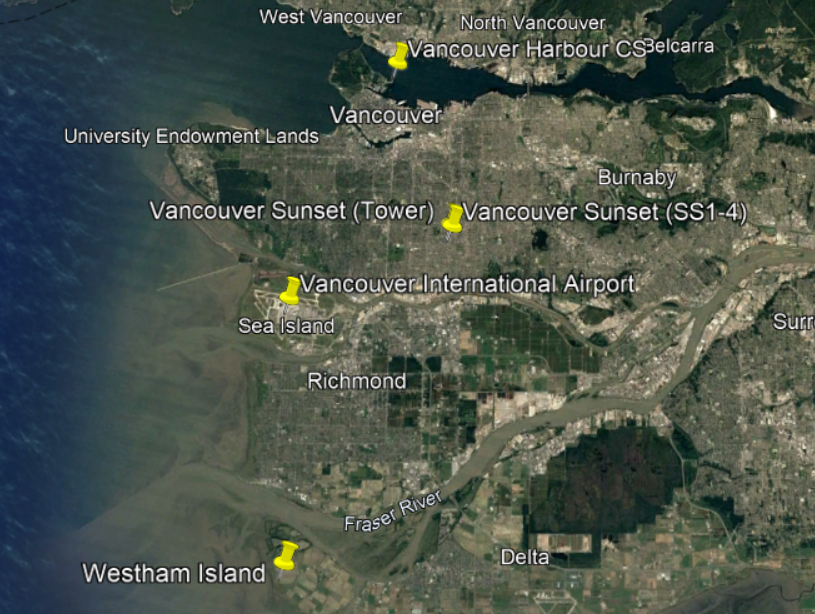 West Vancouver
North Vancouver
Vancouver Harbour CS
Belcarra
Vancouver
University Endowment Lands
Burnaby
Vancouver Sunset (Tower)
Vancouver Sunset (SS1-4)
Vancouver International Airport
Sea Island
Surr
Richmond
Fraser River
Delta
Westham Island